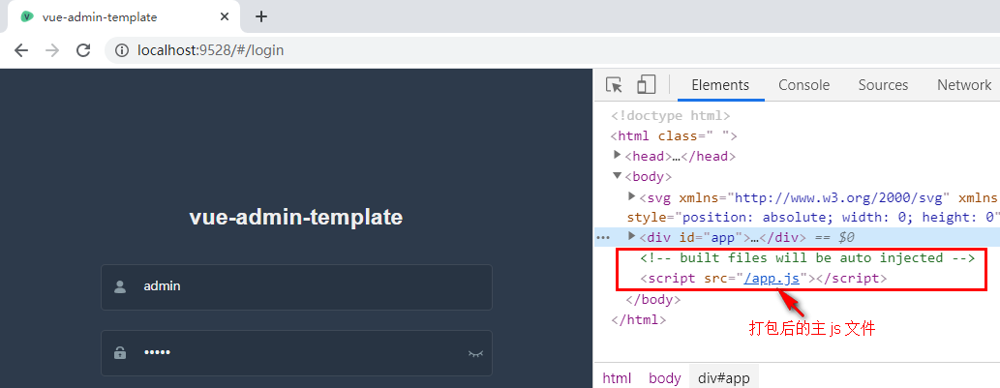 vue-admin-template
localhost:9528/#/login
Elements
Console
Sources
Network
<!doctype html>
<html class=" ">
<head>…</head>
<body>
<svg xmlns="http://www.w3.org/2000/svg" xmlns
style="position: absolute; width: 0; height: 0"
<div id="app">…</div> == $0
<!-- built files will be auto injected -->
<script src="/app.js"></script>
</body>
</html>
打包后的主 js 文件
html body div#app
vue-admin-template
admin
•••••